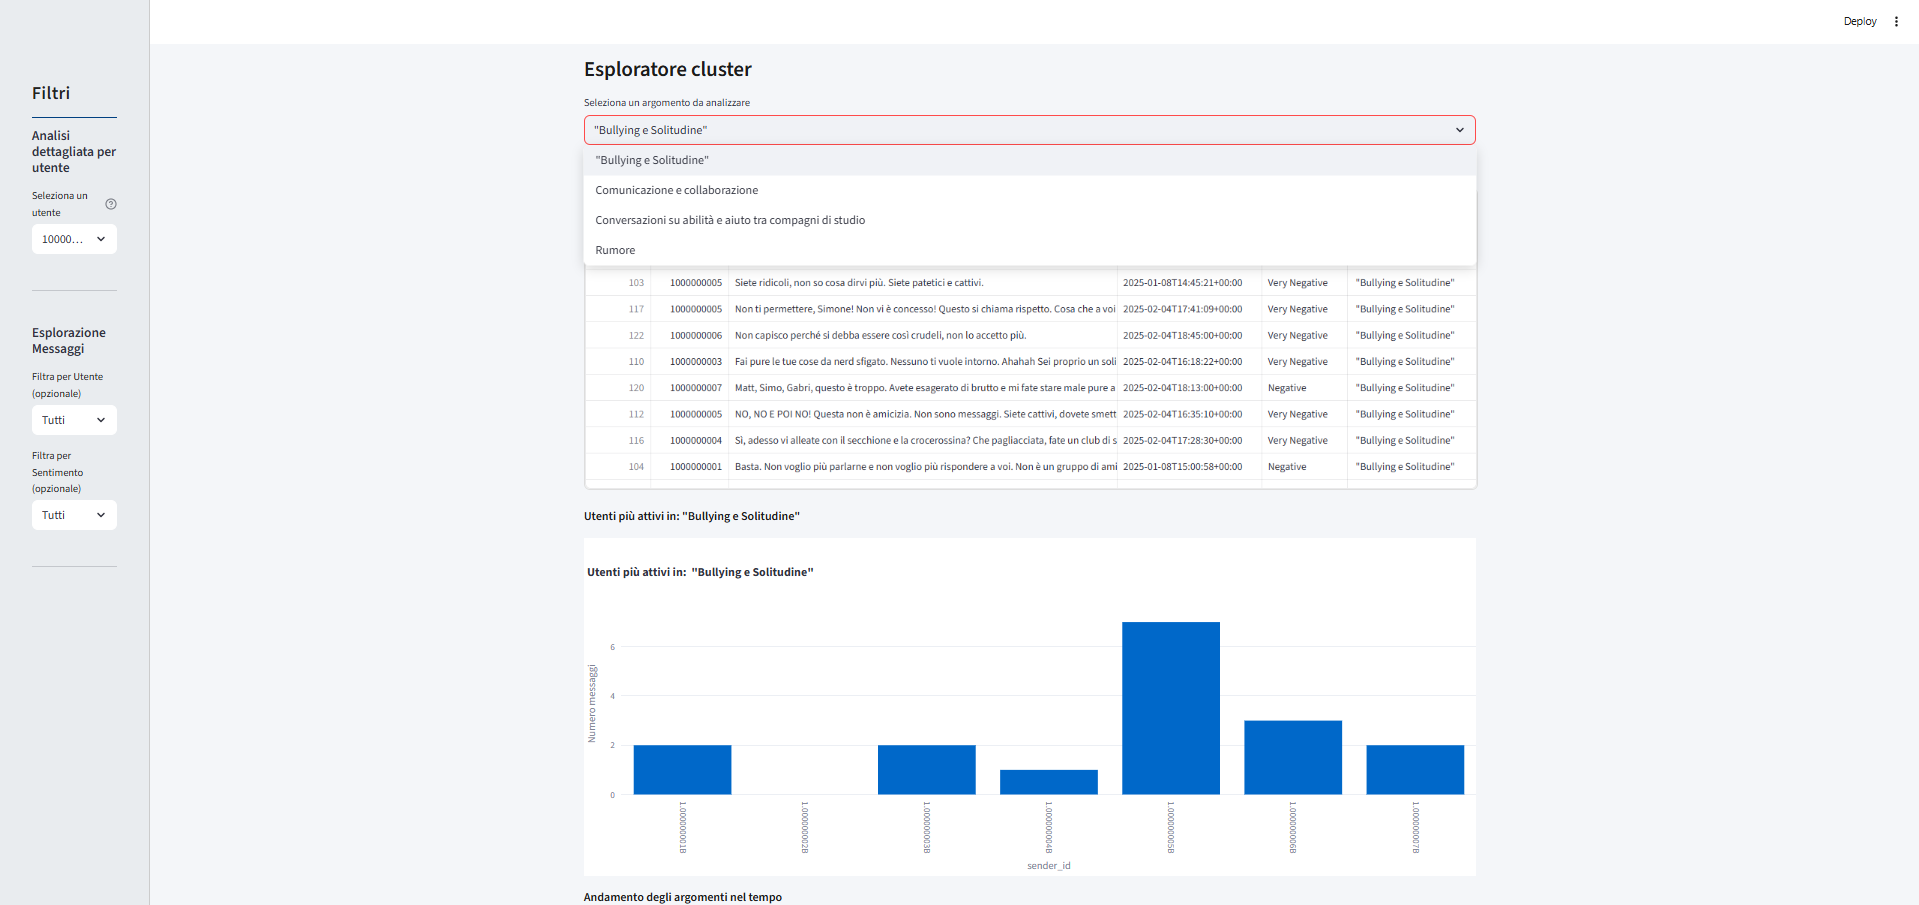 Deploy
Filtri
Analisi
dettagliata per
utente
Seleziona un
utente
10000...
Esplorazione
Messaggi
Filtra per Utente
(opzionale)
Tutti
Filtra per
Sentimento
(opzionale)
Tutti
Esploratore cluster
Seleziona un argomento da analizzare
"Bullying e Solitudine"
"Bullying e Solitudine"
Comunicazione e collaborazione
Conversazioni su abilità e aiuto tra compagni di studio
Rumore
103 1000000005 Siete ridicoli, non so cosa dirvi più. Siete patetici e cattivi. 2025-01-08T14:45:21+00:00 Very Negative "Bullying e Solitudine"
117 1000000005 Non ti permettere, Simone! Non vi è concesso! Questo si chiama rispetto. Cosa che a voi 2025-02-04T17:41:09+00:00 Very Negative "Bullying e Solitudine"
122 1000000006 Non capisco perché si debba essere così crudeli, non lo accetto più. 2025-02-04T18:45:00+00:00 Very Negative "Bullying e Solitudine"
110 1000000003 Fai pure le tue cose da nerd sfigato. Nessuno ti vuole intorno. Ahahah Sei proprio un soli 2025-02-04T16:18:22+00:00 Very Negative "Bullying e Solitudine"
120 1000000007 Matt, Simo, Gabri, questo è troppo. Avete esagerato di brutto e mi fate stare male pure a 2025-02-04T18:13:00+00:00 Negative "Bullying e Solitudine"
112 1000000005 NO, NO E POI NO! Questa non è amicizia. Non sono messaggi. Siete cattivi, dovete smett 2025-02-04T16:35:10+00:00 Very Negative "Bullying e Solitudine"
116 1000000004 Sì, adesso vi alleate con il secchione e la crocerossina? Che pagliacciata, fate un club di s 2025-02-04T17:28:30+00:00 Very Negative "Bullying e Solitudine"
104 1000000001 Basta. Non voglio più parlarne e non voglio più rispondere a voi. Non è un gruppo di ami 2025-01-08T15:00:58+00:00 Negative "Bullying e Solitudine"
Utenti più attivi in: "Bullying e Solitudine"
Utenti più attivi in: "Bullying e Solitudine"
Numero messaggi
6
4
2
0
1.000000001B
1.000000002B
1.000000003B
1.000000004B
1.000000005B
1.000000006B
1.000000007B
sender_id
Andamento degli argomenti nel tempo